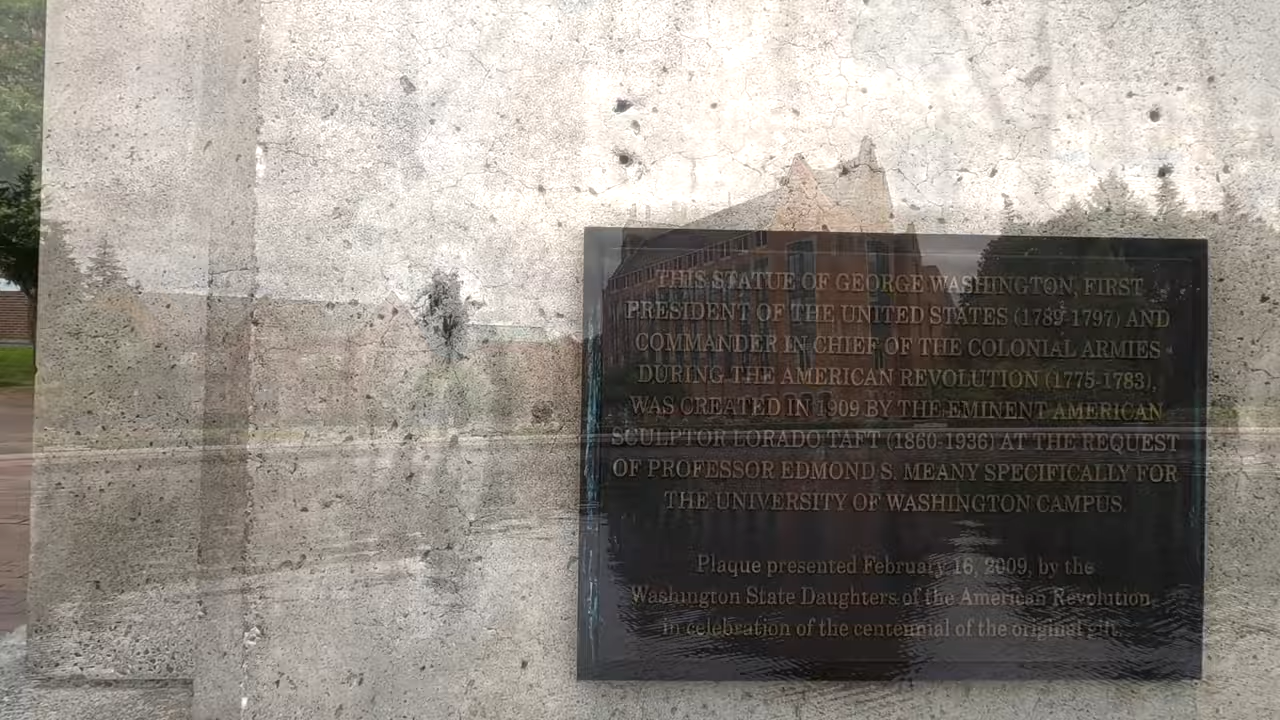 THIS STATUE OF GEORGE WASHINGTON, FIRST
PRESIDENT OF THE UNITED STATES (1789-1797) AND
COMMANDER IN CHIEF OF THE COLONIAL ARMIES
DURING THE AMERICAN REVOLUTION (1775-1783),
WAS CREATED IN 1909 BY THE EMINENT AMERICAN
SCULPTOR LORADO TAFT (1860-1936) AT THE REQUEST
OF PROFESSOR EDMOND S. MEANY SPECIFICALLY FOR
THE UNIVERSITY OF WASHINGTON CAMPUS.
Plaque presented February 16, 2009, by the
Washington State Daughters of the American Revolution,
in celebration of the centennial of the original gift.